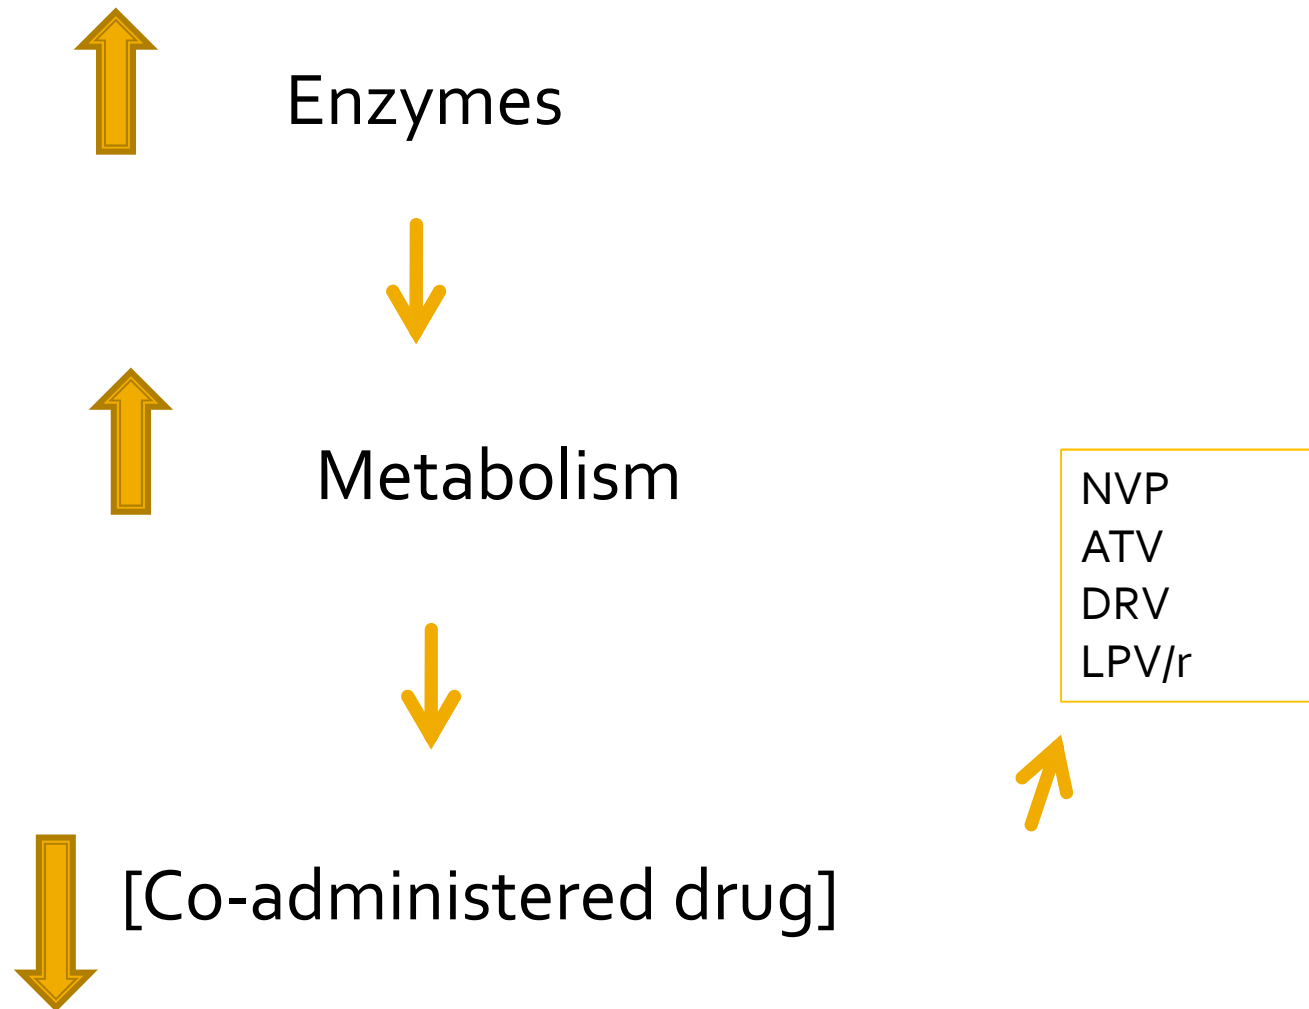 Enzymes
Metabolism
NVP
ATV
DRV
LPV/r
[Co-administered drug]